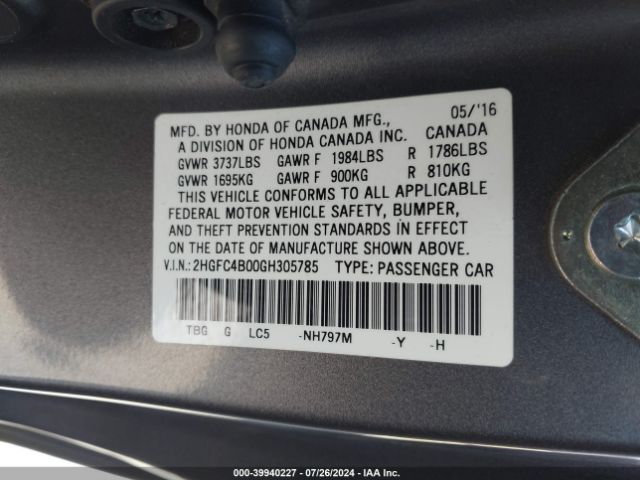 05/'16
MFD. BY HONDA OF CANADA MFG.,
A DIVISION OF HONDA CANADA INC. CANADA
GVWR 3737LBS GAWR F 1984LBS R 1786LBS
GVWR 1695KG GAWR F 900KG R 810KG
THIS VEHICLE CONFORMS TO ALL APPLICABLE
FEDERAL MOTOR VEHICLE SAFETY, BUMPER,
AND THEFT PREVENTION STANDARDS IN EFFECT
ON THE DATE OF MANUFACTURE SHOWN ABOVE.
V.I.N.: 2HGFC4B00GH305785 TYPE: PASSENGER CAR
TBG G LC5 -NH797M -Y -H
000-39940227 - 07/26/2024 - IAA Inc.